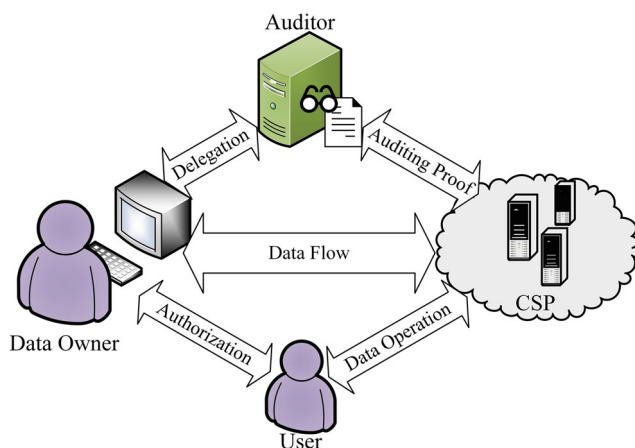 Auditor
Delegation
Auditing Proof
Data Flow
CSP
Data Owner
Authorization
Data Operation
User